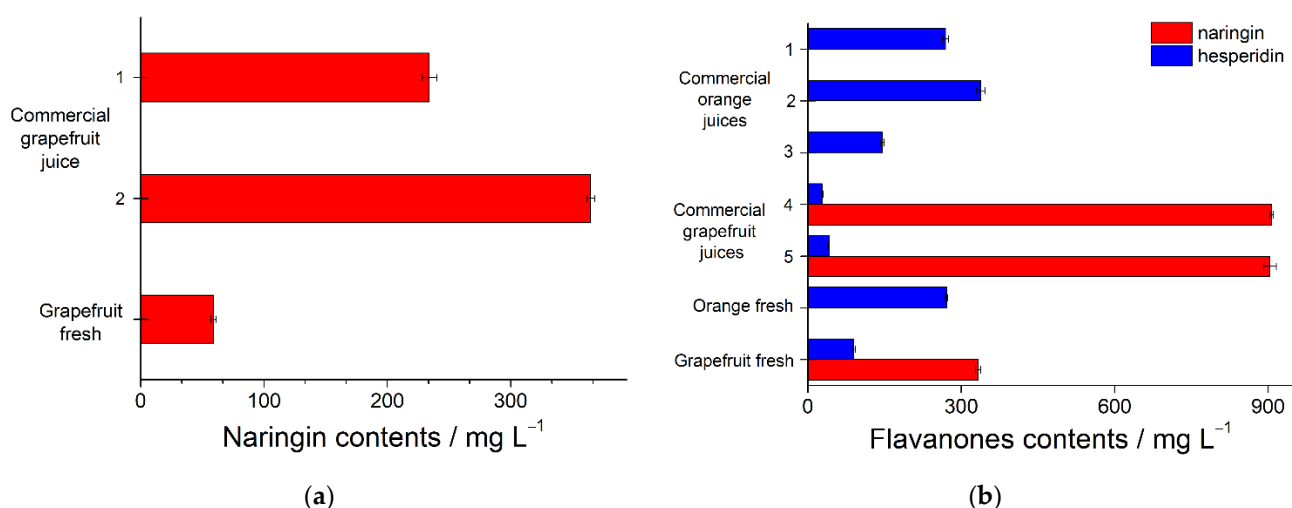 1
Commercial
grapefruit
juice
2
Grapefruit
fresh
0 100 200 300
Naringin contents / mg L⁻¹
(a)
naringin
hesperidin
1
Commercial
orange
juices
2
3
4
Commercial
grapefruit
juices
5
Orange fresh
Grapefruit fresh
0 300 600 900
Flavanones contents / mg L⁻¹
(b)